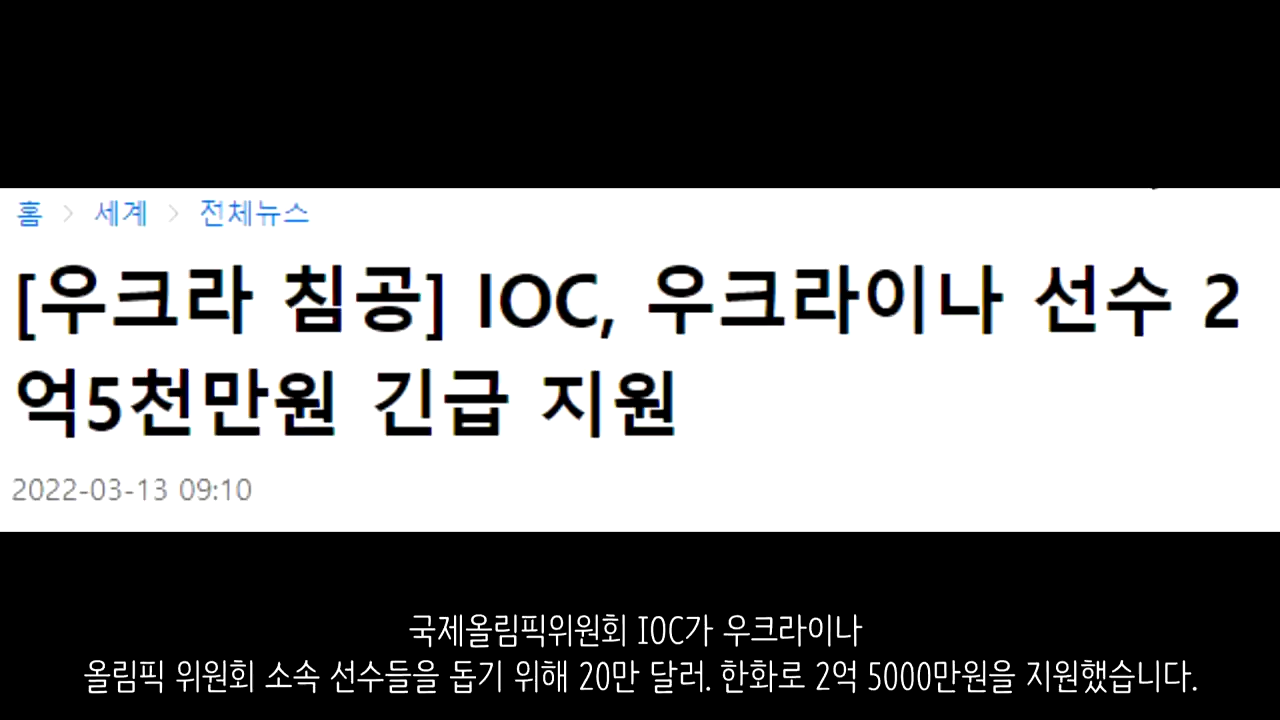 홈 > 세계 > 전체뉴스
[우크라 침공] IOC, 우크라이나 선수 2
억5천만원 긴급 지원
2022-03-13 09:10
국제올림픽위원회 IOC가 우크라이나
올림픽 위원회 소속 선수들을 돕기 위해 20만 달러. 한화로 2억 5000만원을 지원했습니다.